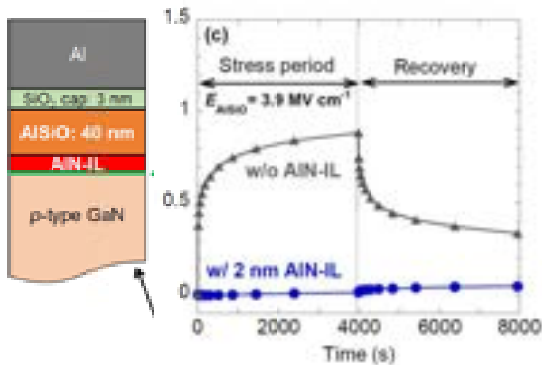 Al
SiO₂ cap: 3 nm
AlSiO: 40 nm
AlN-IL
p-type GaN
(c)
Stress period
Recovery
E_AlSiO = 3.9 MV cm⁻¹
w/o AlN-IL
w/ 2 nm AlN-IL
1.5
1
0.5
0
0 2000 4000 6000 8000
Time (s)